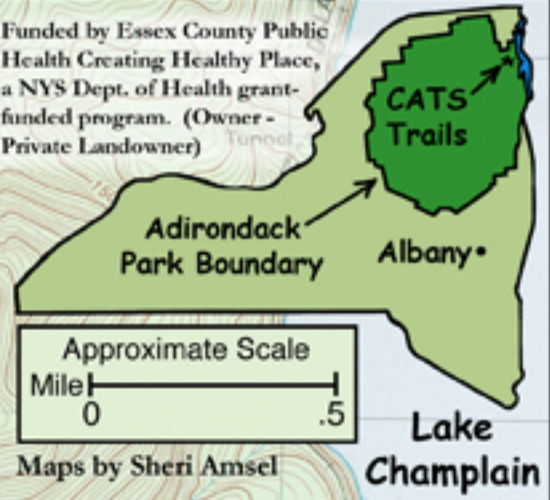 Funded by Essex County Public
Health Creating Healthy Place,
a NYS Dept. of Health grant-
funded program. (Owner -
Private Landowner)
Tunnel
150
CATS
Trails
Adirondack
Park Boundary
Albany
Approximate Scale
Mile
0 .5
Lake
Champlain
Maps by Sheri Amsel